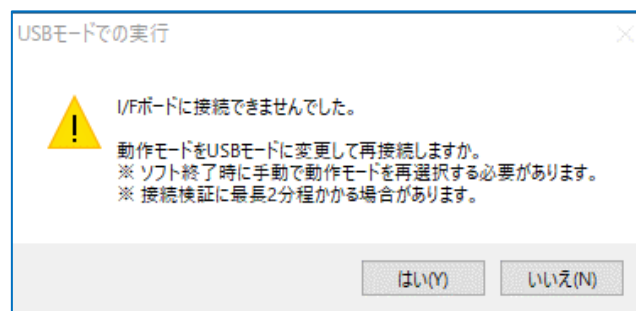 USBモードでの実行
I/Fボードに接続できませんでした。
動作モードをUSBモードに変更して再接続しますか。
※ ソフト終了時に手動で動作モードを再選択する必要があります。
※ 接続検証に最長2分程かかる場合があります。
はい(Y) いいえ(N)